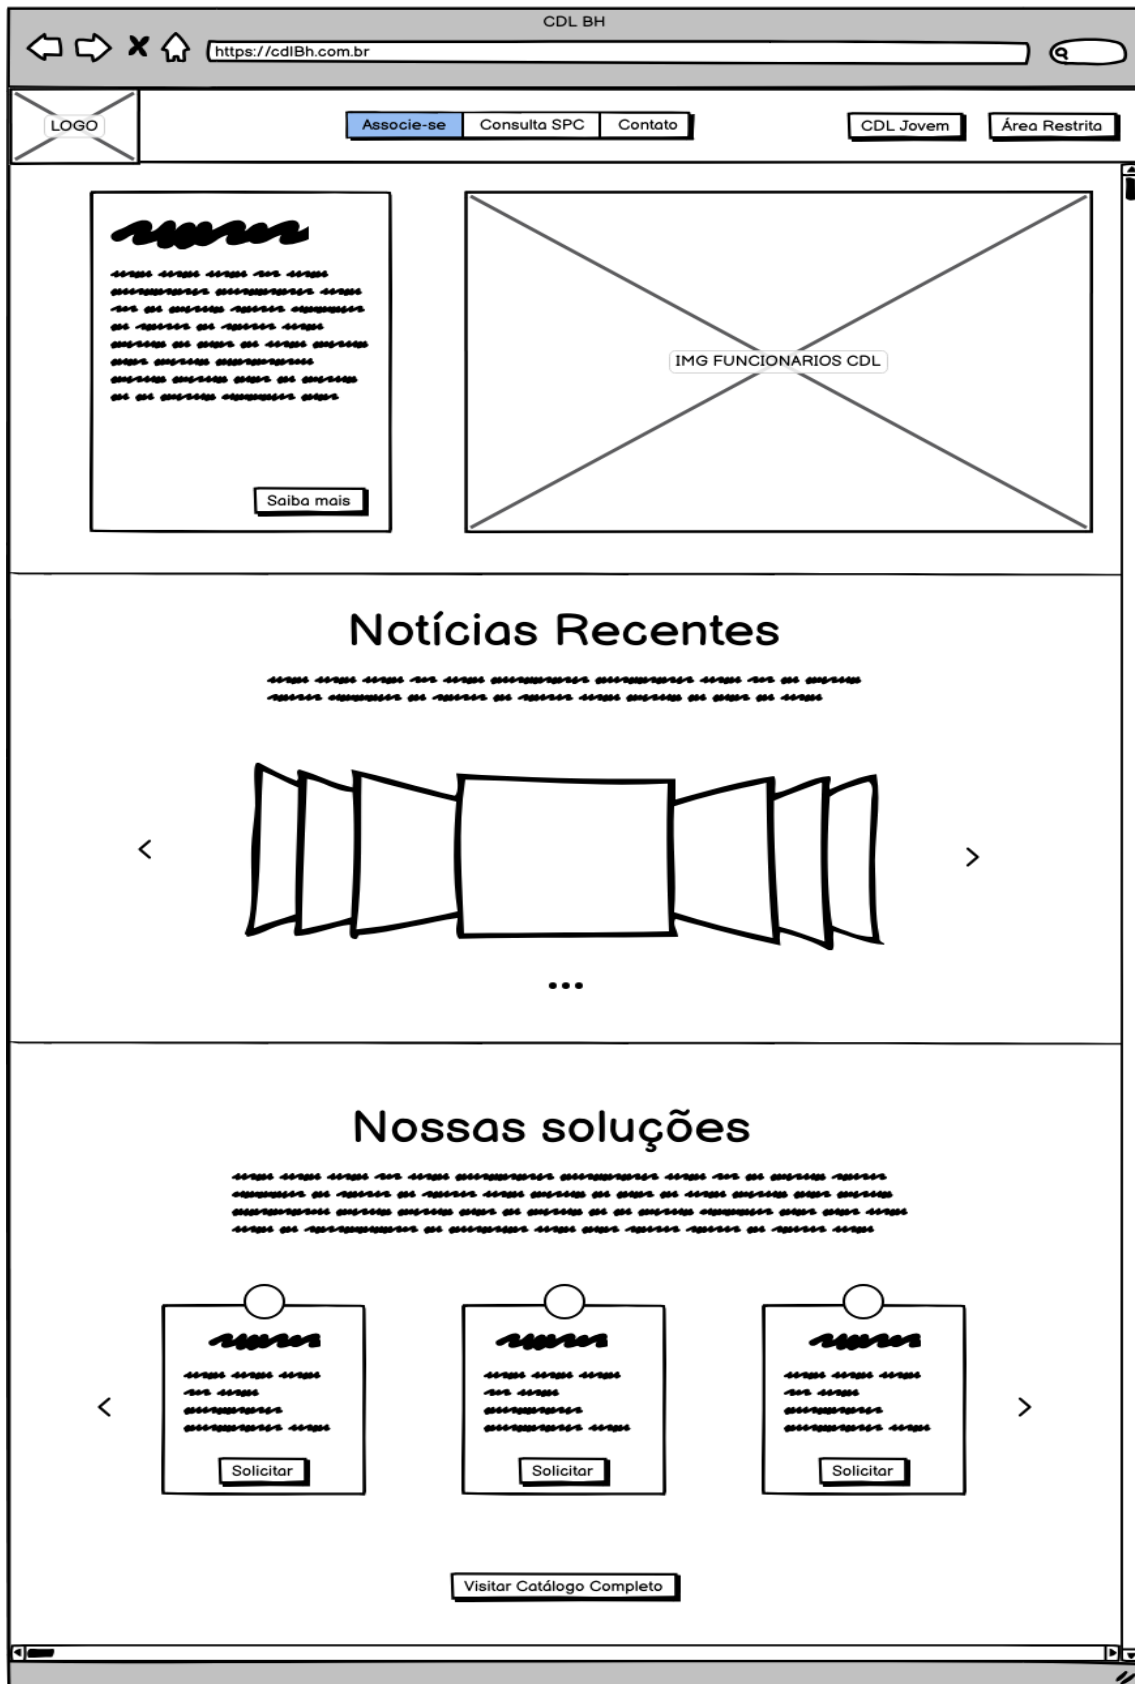 CDL BH
https://cdlBh.com.br
LOGO
Associe-se
Consulta SPC
Contato
CDL Jovem
Área Restrita
IMG FUNCIONARIOS CDL
Saiba mais
Notícias Recentes
Nossas soluções
Solicitar
Solicitar
Solicitar
Visitar Catálogo Completo